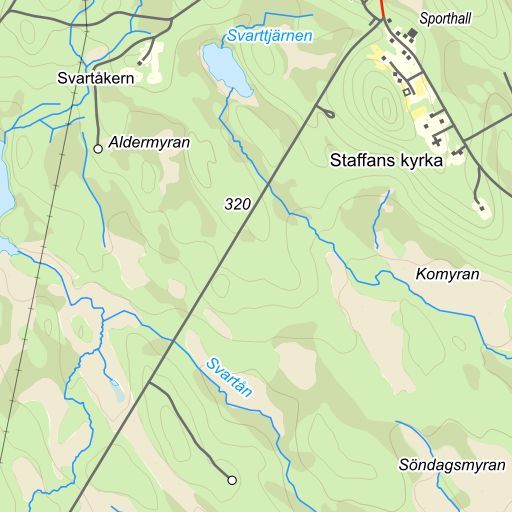 Sporthall
Svarttjärnen
Svartåkern
Aldermyran
Staffans kyrka
320
Komyran
Svartån
Söndagsmyran